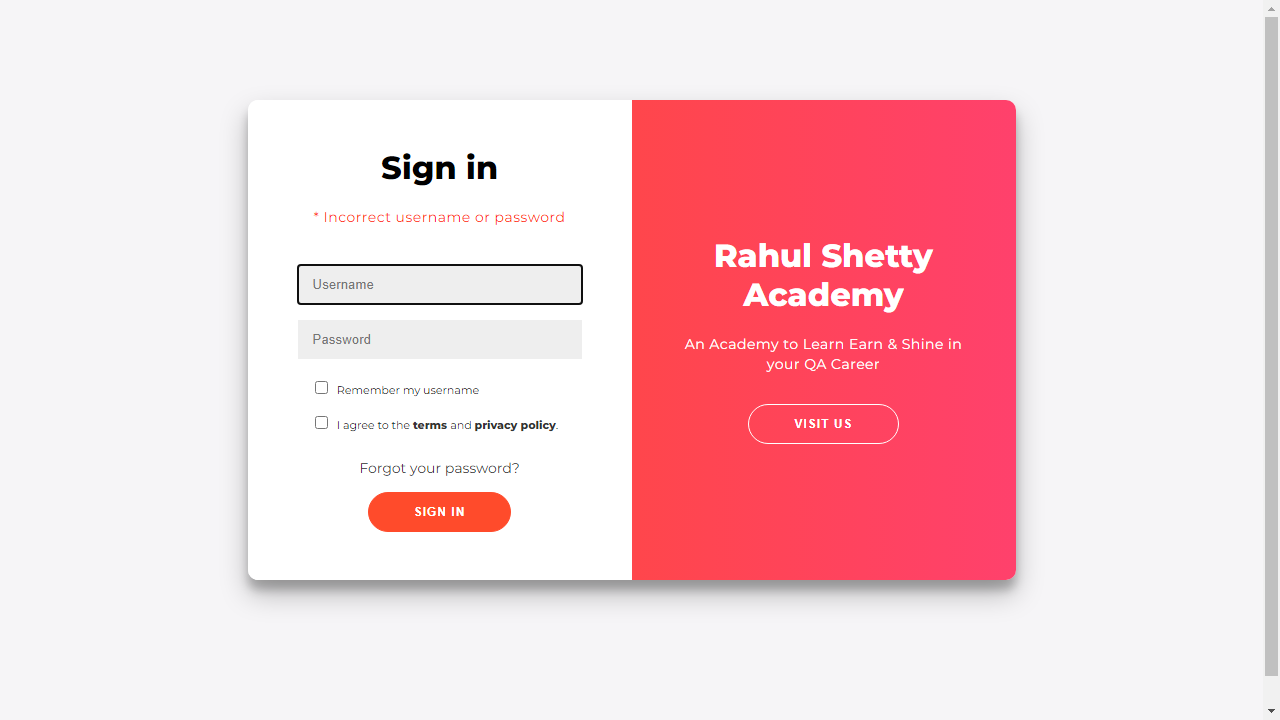 Sign in
* Incorrect username or password
Username
Password
Remember my username
I agree to the terms and privacy policy.
Forgot your password?
SIGN IN
Rahul Shetty
Academy
An Academy to Learn Earn & Shine in
your QA Career
VISIT US